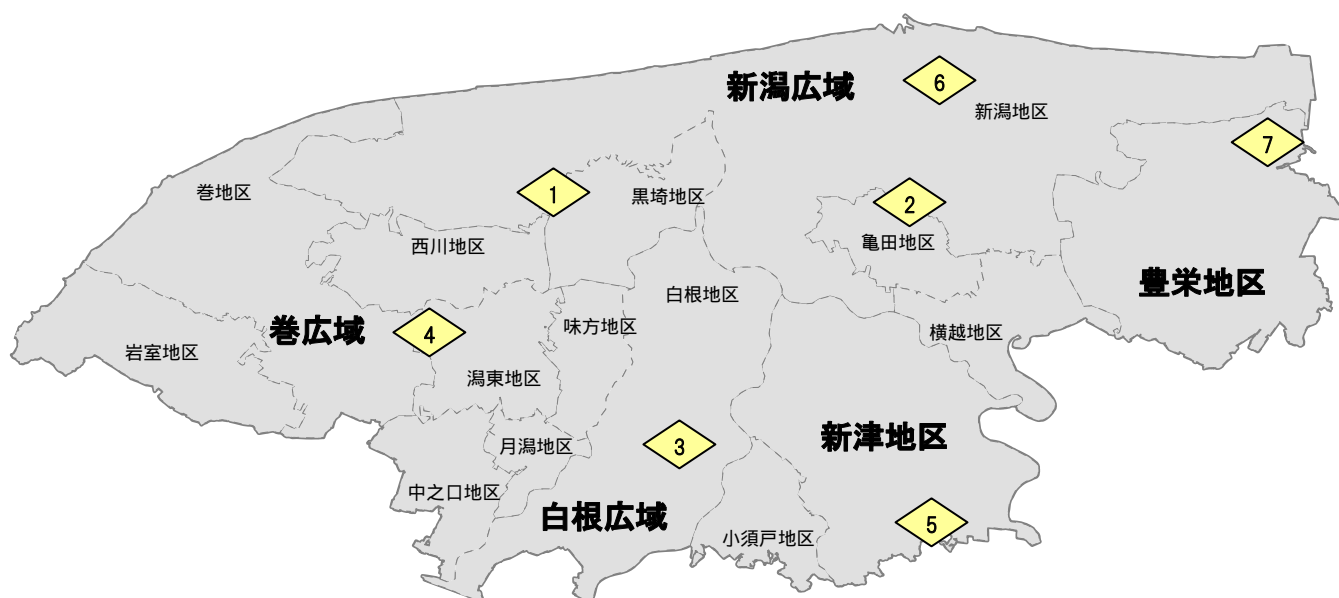 6
新潟広域
新潟地区
7
巻地区
1
黒埼地区
2
西川地区
亀田地区
豊栄地区
白根地区
巻広域
4
味方地区
横越地区
岩室地区
潟東地区
新津地区
月潟地区
3
中之口地区
白根広域
5
小須戸地区